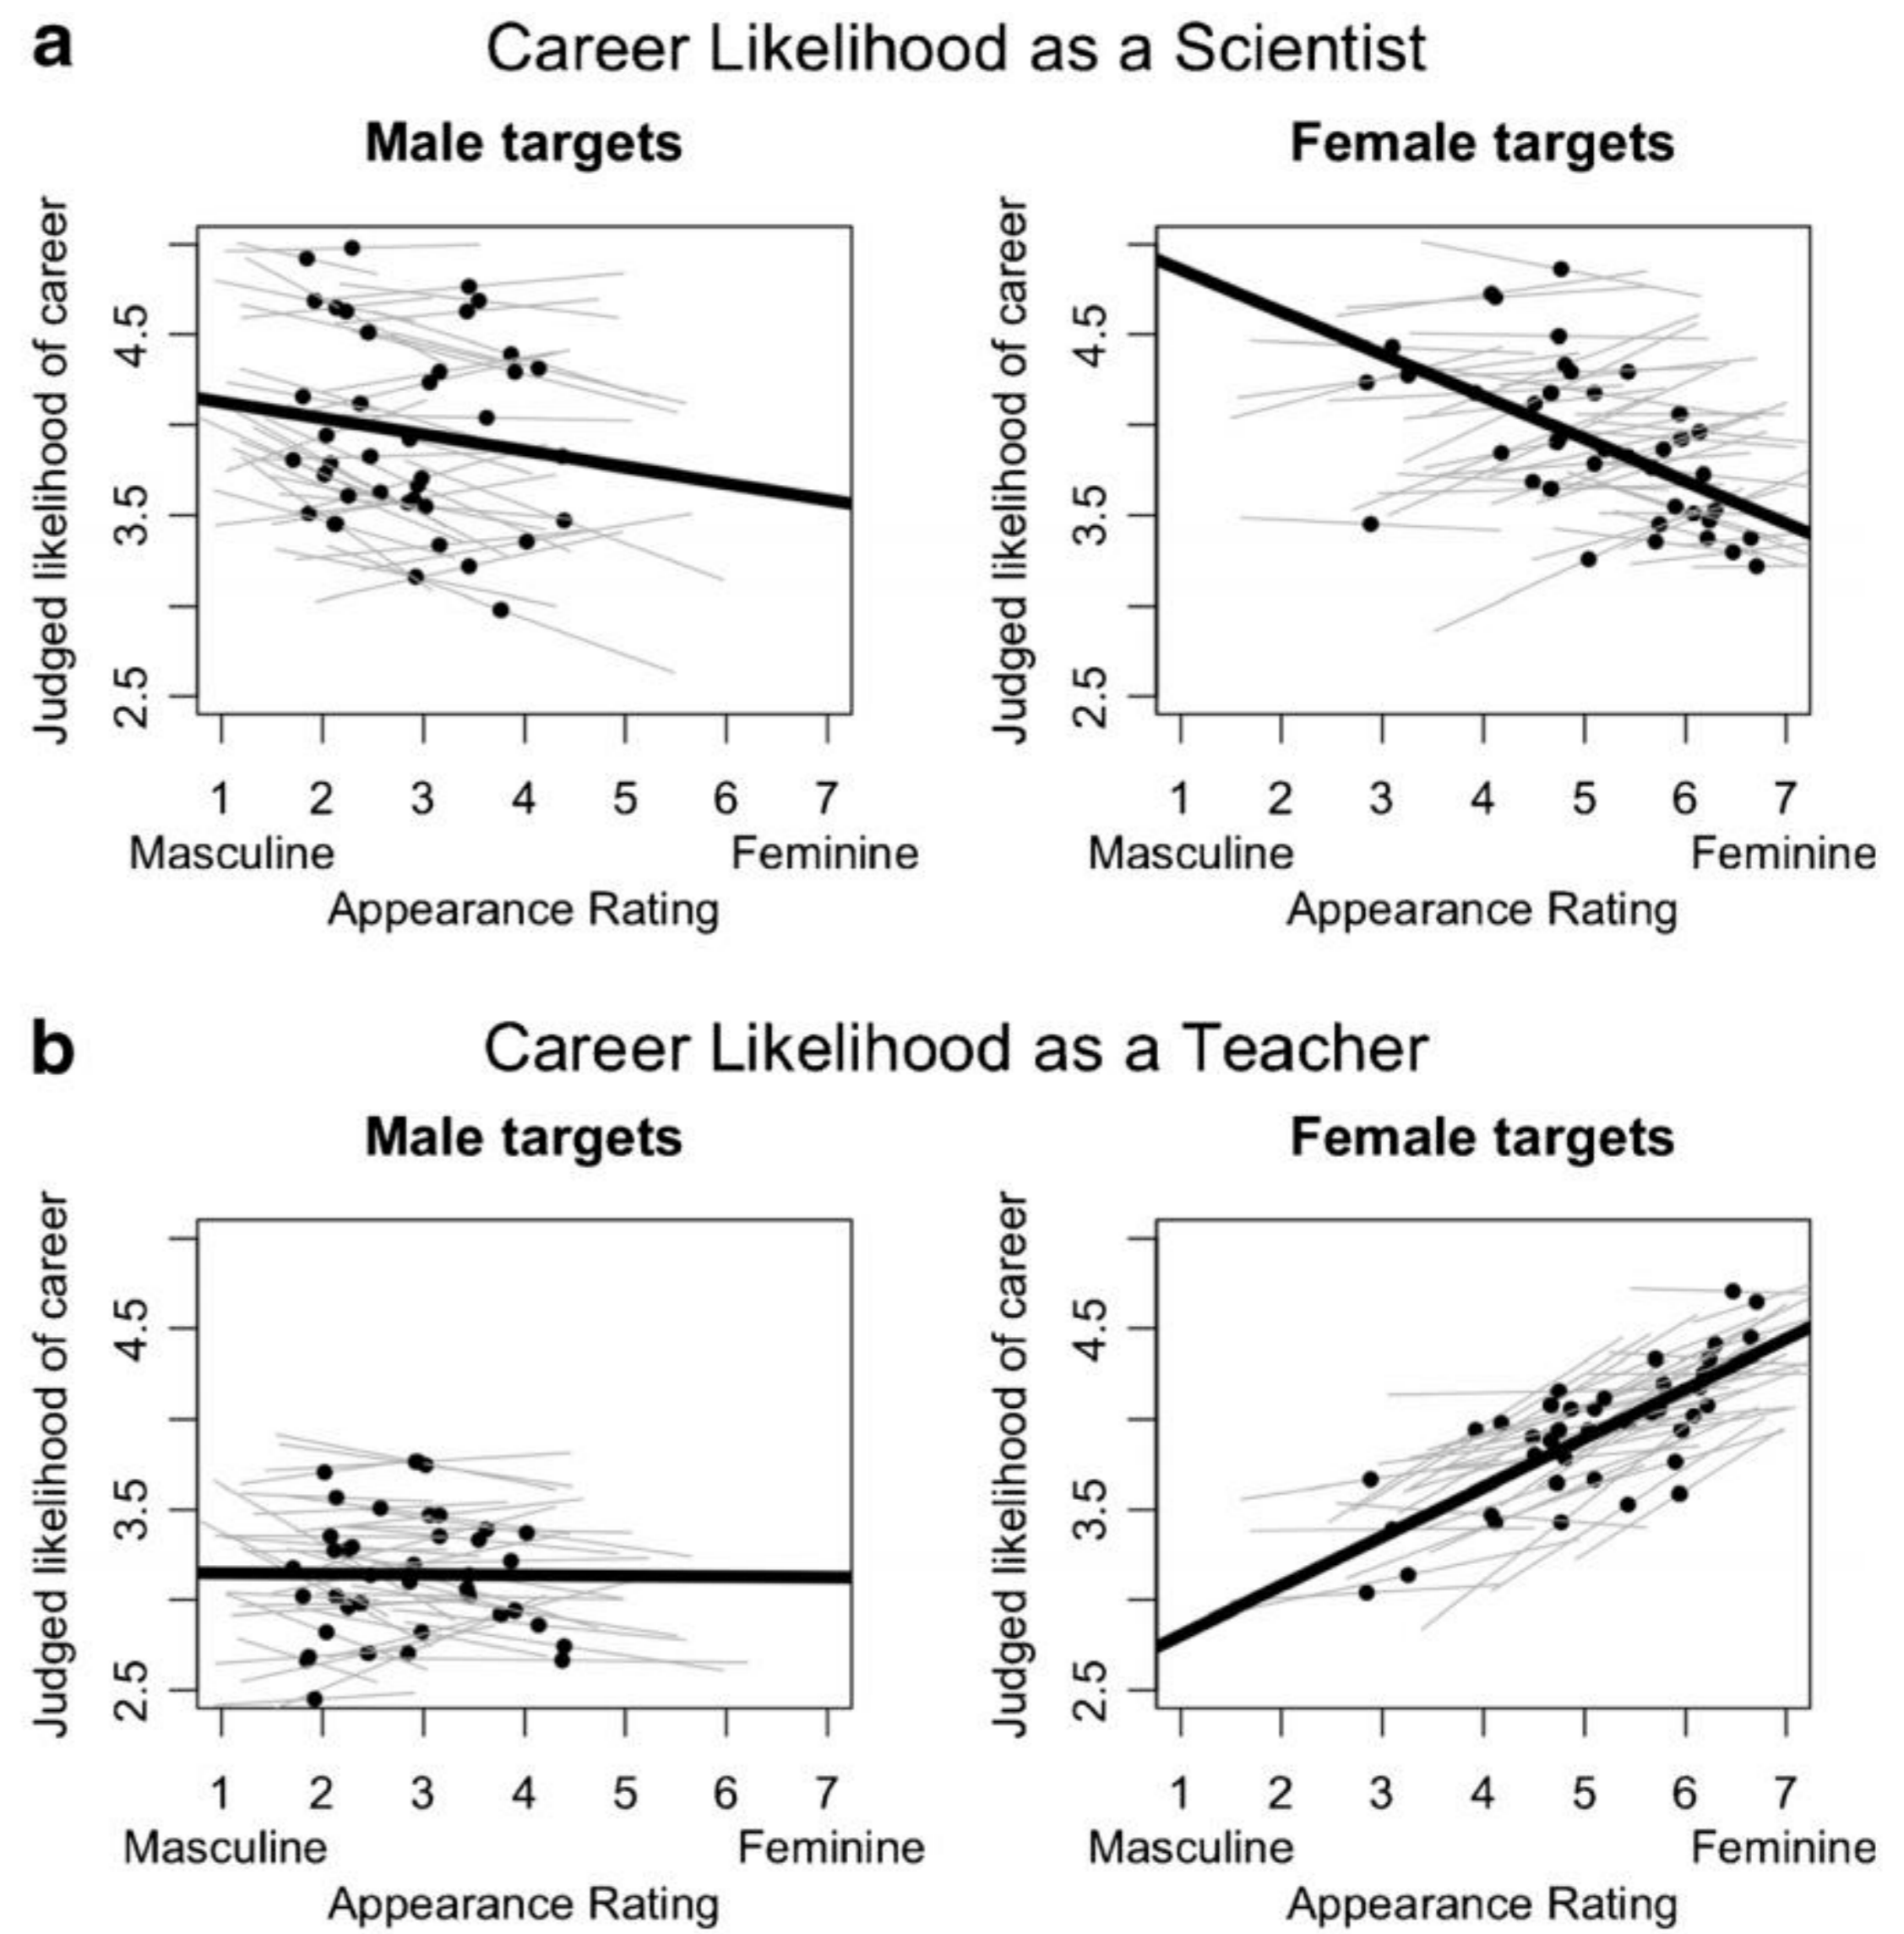 a
Career Likelihood as a Scientist
Male targets
Female targets
Judged likelihood of career
2.5 3.5 4.5
1 2 3 4 5 6 7
Masculine Feminine
Appearance Rating
Judged likelihood of career
2.5 3.5 4.5
1 2 3 4 5 6 7
Masculine Feminine
Appearance Rating
b
Career Likelihood as a Teacher
Male targets
Female targets
Judged likelihood of career
2.5 3.5 4.5
1 2 3 4 5 6 7
Masculine Feminine
Appearance Rating
Judged likelihood of career
2.5 3.5 4.5
1 2 3 4 5 6 7
Masculine Feminine
Appearance Rating